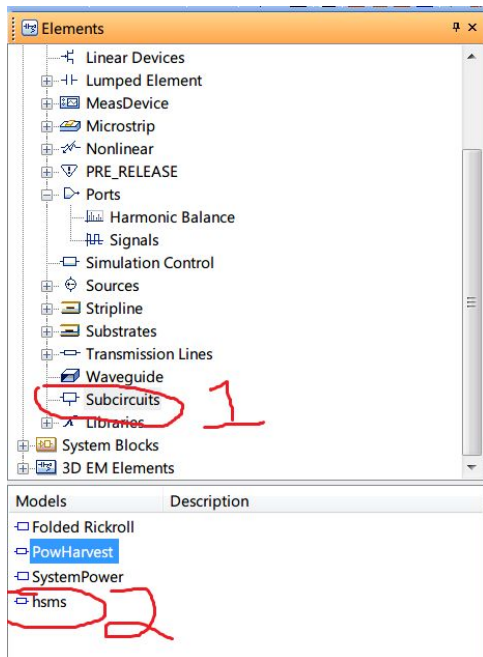 Elements
Linear Devices
Lumped Element
MeasDevice
Microstrip
Nonlinear
PRE_RELEASE
Ports
Harmonic Balance
Signals
Simulation Control
Sources
Stripline
Substrates
Transmission Lines
Waveguide
Subcircuits
1
Libraries
System Blocks
3D EM Elements
Models Description
Folded Rickroll
PowHarvest
SystemPower
hsms
2